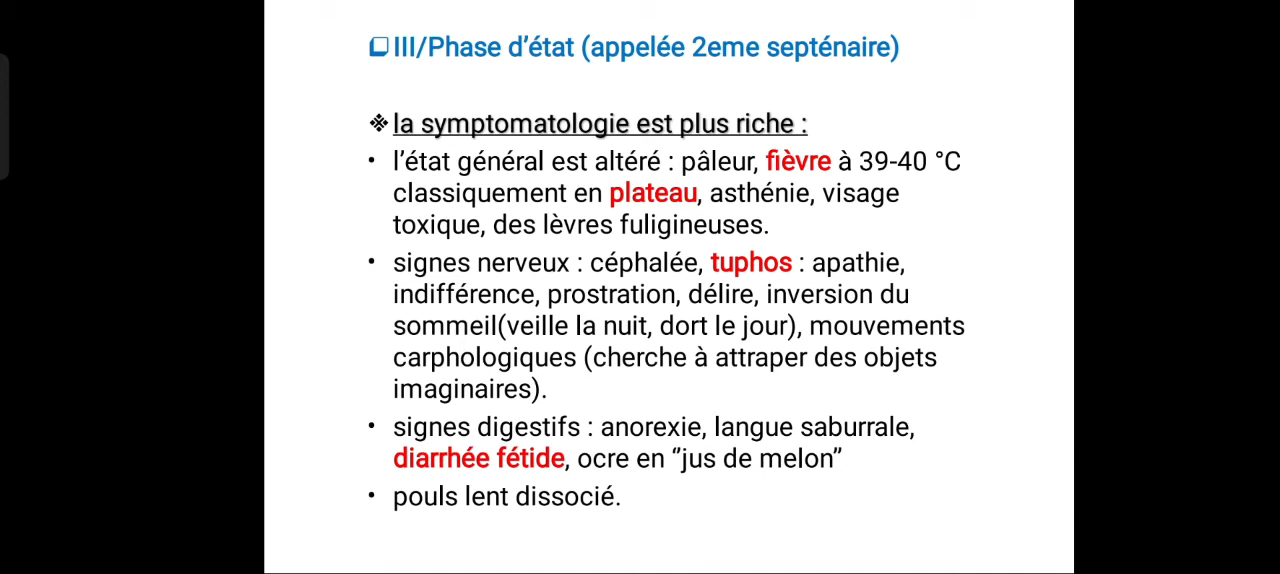 ❑III/Phase d’état (appelée 2eme septénaire)
❖la symptomatologie est plus riche :
• l’état général est altéré : pâleur, fièvre à 39-40 °C
classiquement en plateau, asthénie, visage
toxique, des lèvres fuligineuses.
• signes nerveux : céphalée, tuphos : apathie,
indifférence, prostration, délire, inversion du
sommeil(veille la nuit, dort le jour), mouvements
carphologiques (cherche à attraper des objets
imaginaires).
• signes digestifs : anorexie, langue saburrale,
diarrhée fétide, ocre en ‘’jus de melon’’
• pouls lent dissocié.